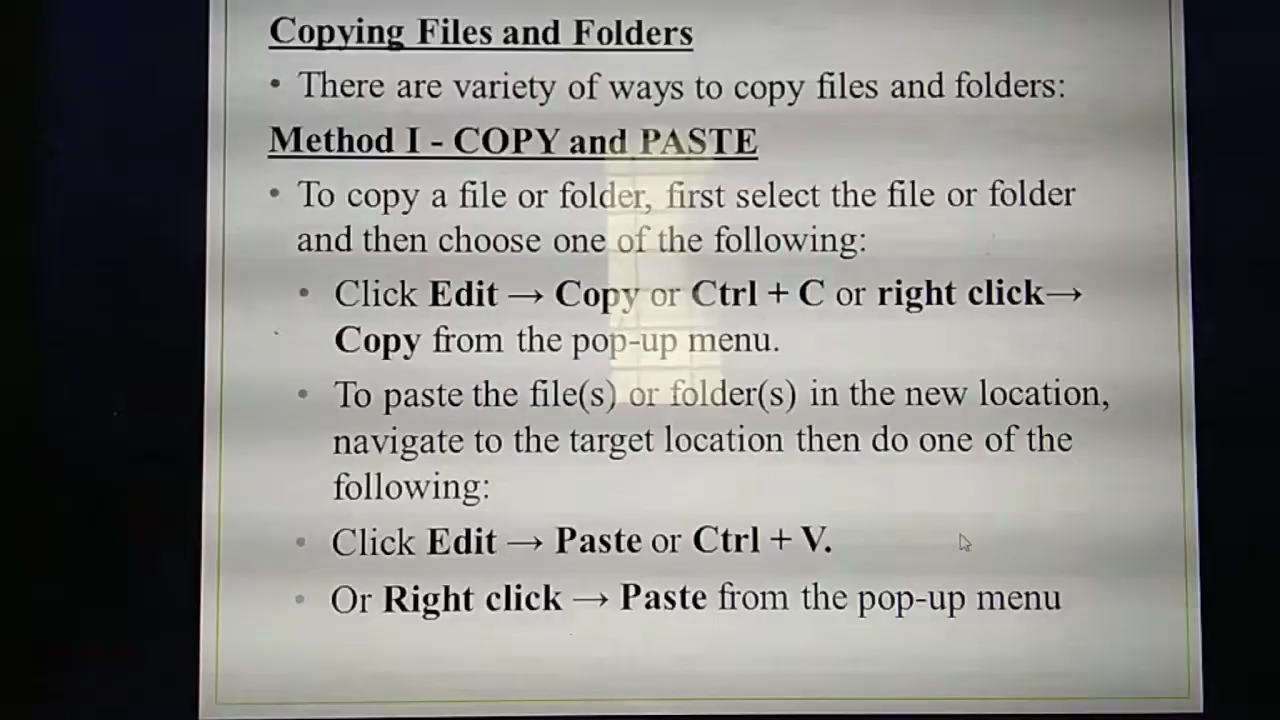 Copying Files and Folders
• There are variety of ways to copy files and folders:
Method I - COPY and PASTE
• To copy a file or folder, first select the file or folder
and then choose one of the following:
• Click Edit → Copy or Ctrl + C or right click→
Copy from the pop-up menu.
• To paste the file(s) or folder(s) in the new location,
navigate to the target location then do one of the
following:
• Click Edit → Paste or Ctrl + V.
• Or Right click → Paste from the pop-up menu